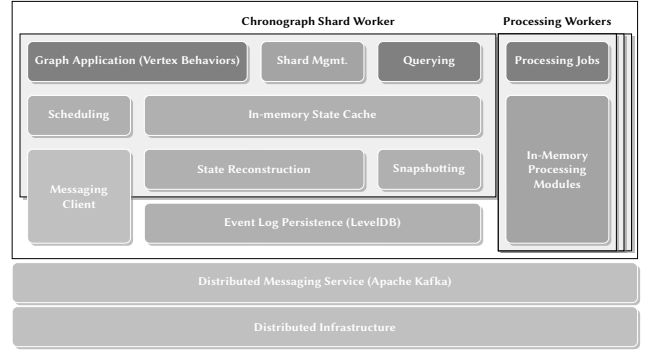 Chronograph Shard Worker
Processing Workers
Graph Application (Vertex Behaviors)
Shard Mgmt.
Querying
Processing Jobs
Scheduling
In-memory State Cache
In-Memory
Processing
Modules
Messaging
Client
State Reconstruction
Snapshotting
Event Log Persistence (LevelDB)
Distributed Messaging Service (Apache Kafka)
Distributed Infrastructure